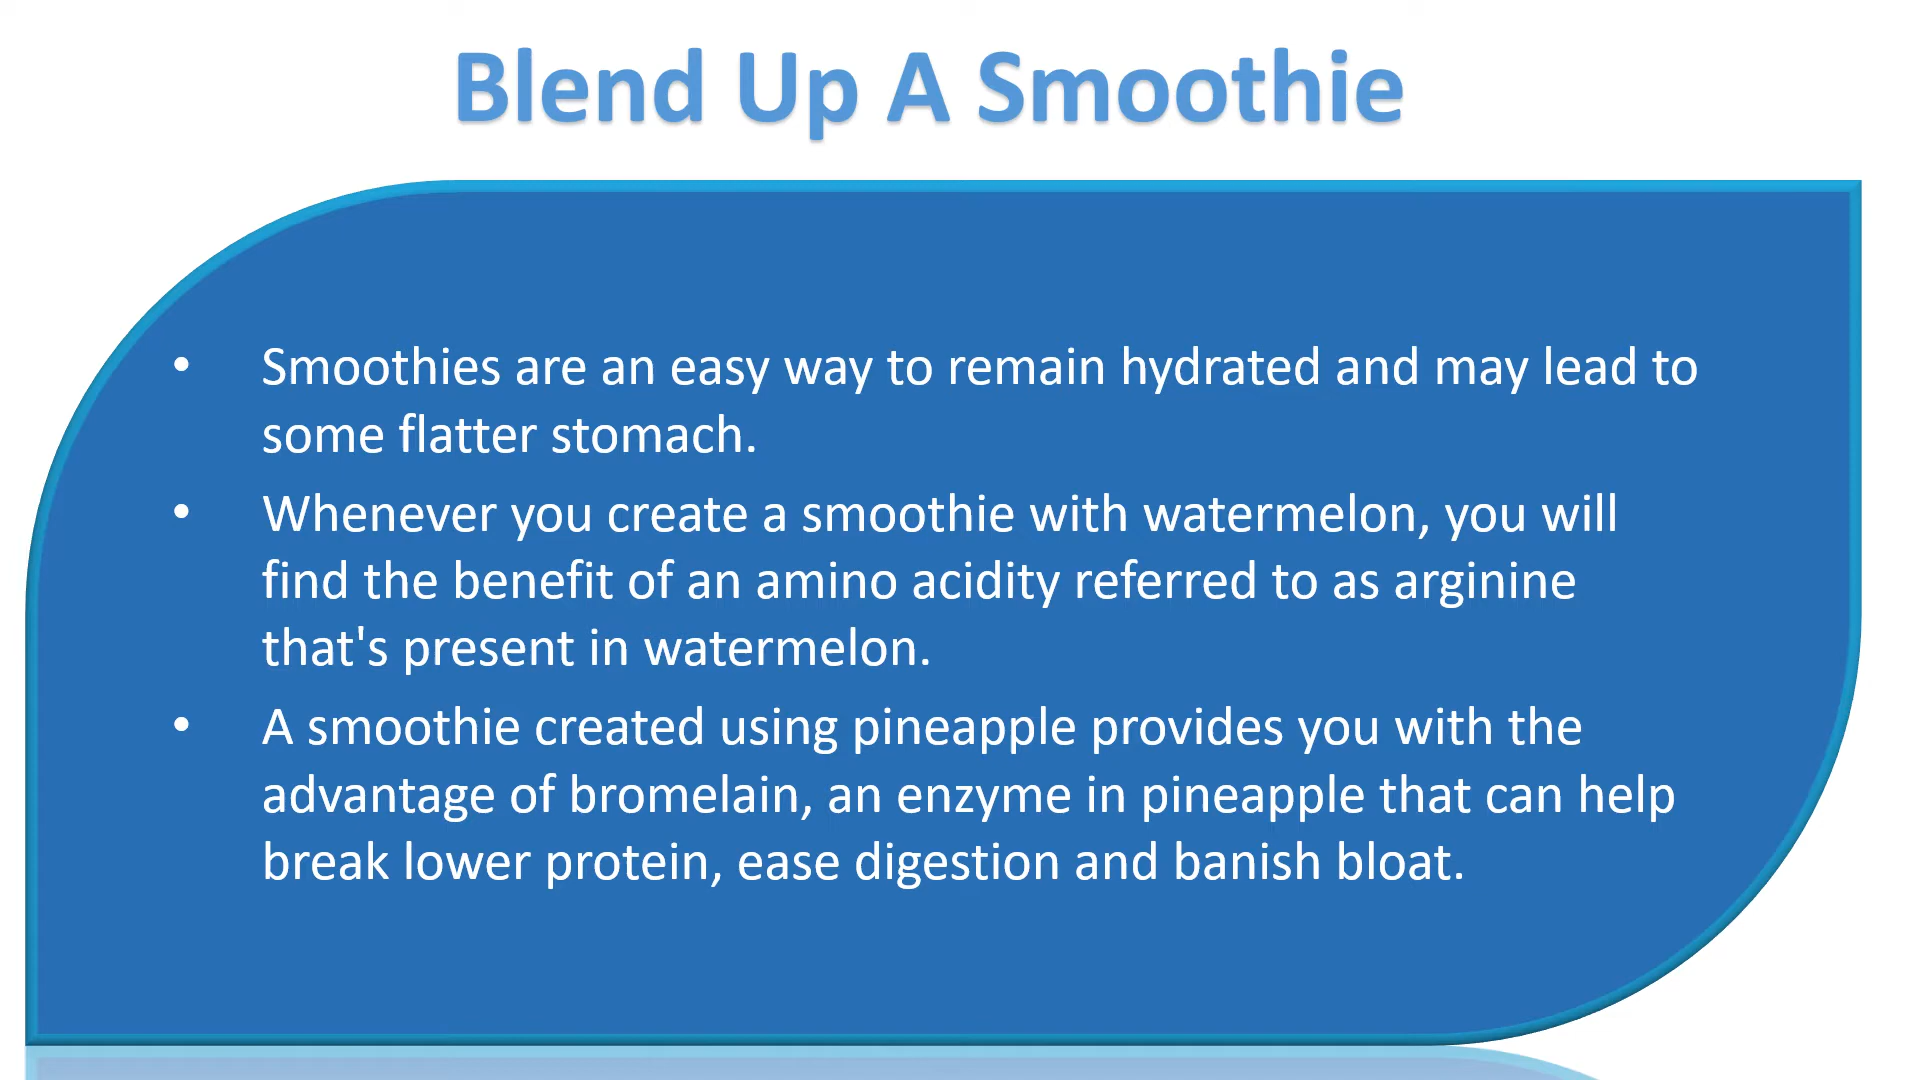 Blend Up A Smoothie
• Smoothies are an easy way to remain hydrated and may lead to
some flatter stomach.
• Whenever you create a smoothie with watermelon, you will
find the benefit of an amino acidity referred to as arginine
that's present in watermelon.
• A smoothie created using pineapple provides you with the
advantage of bromelain, an enzyme in pineapple that can help
break lower protein, ease digestion and banish bloat.